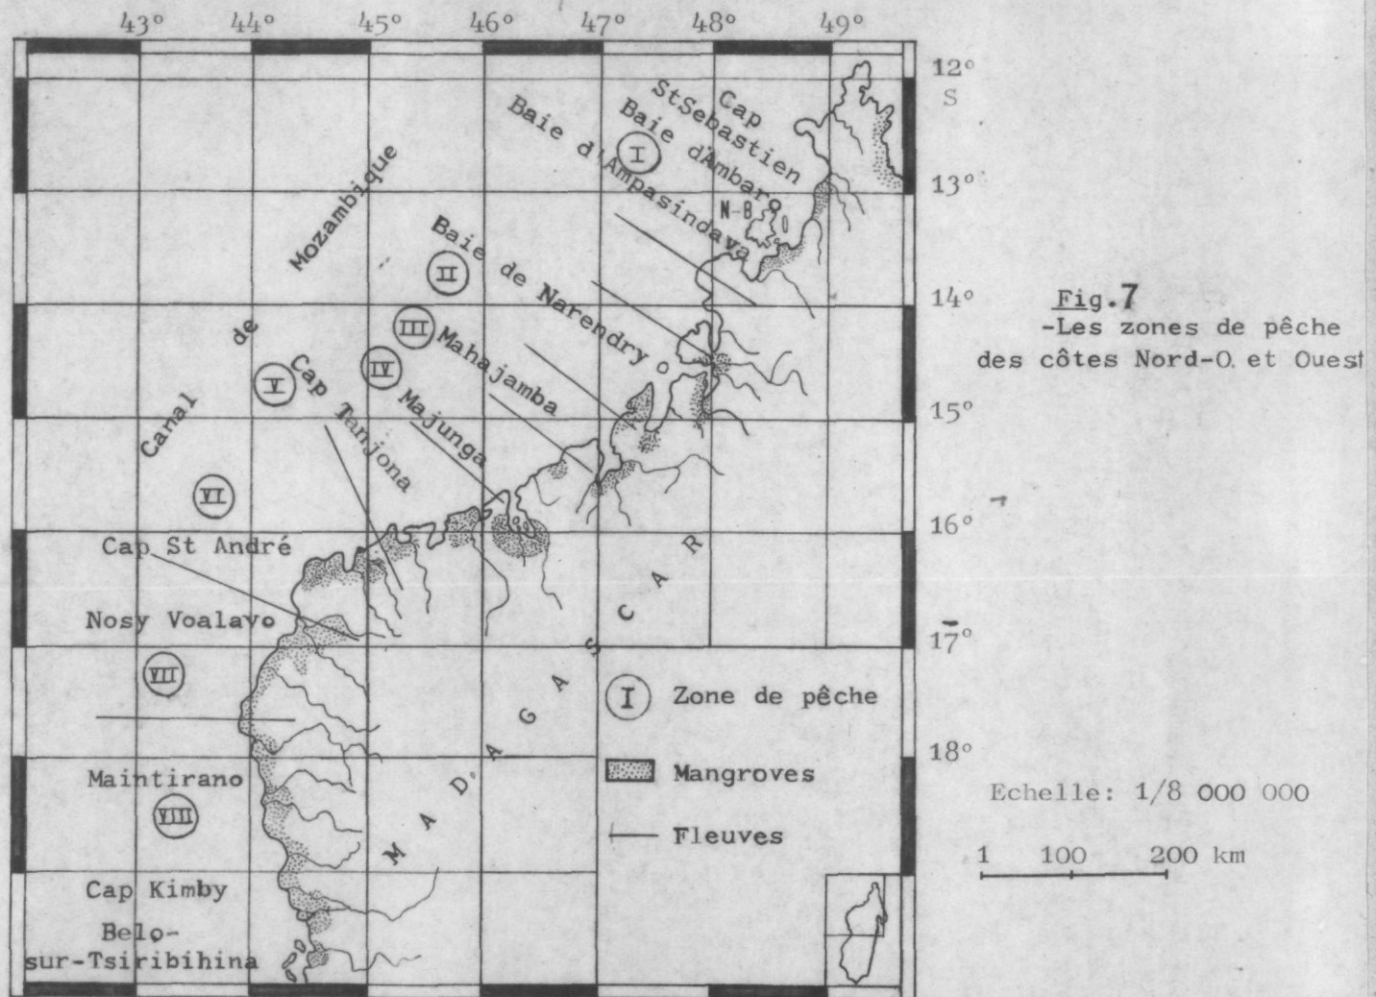 43° 44° 45° 46° 47° 48° 49°
12°
S
13°
14°
15°
16°
17°
18°
Cap
St Sebastien
Baie d'Ambaro
Baie d'Ampasindava
I
N-B
Baie de Narendry
II
III
Mahajamba
IV
Majunga
V
Cap Tanjona
Canal de Mozambique
VI
Cap St André
Nosy Voalavo
VII
Maintirano
VIII
Cap Kimby
Belo-
sur-Tsiribihina
MADAGASCAR
I Zone de pêche
Mangroves
Fleuves
Fig.7
-Les zones de pêche
des côtes Nord-O. et Ouest
Echelle: 1/8 000 000
1 100 200 km